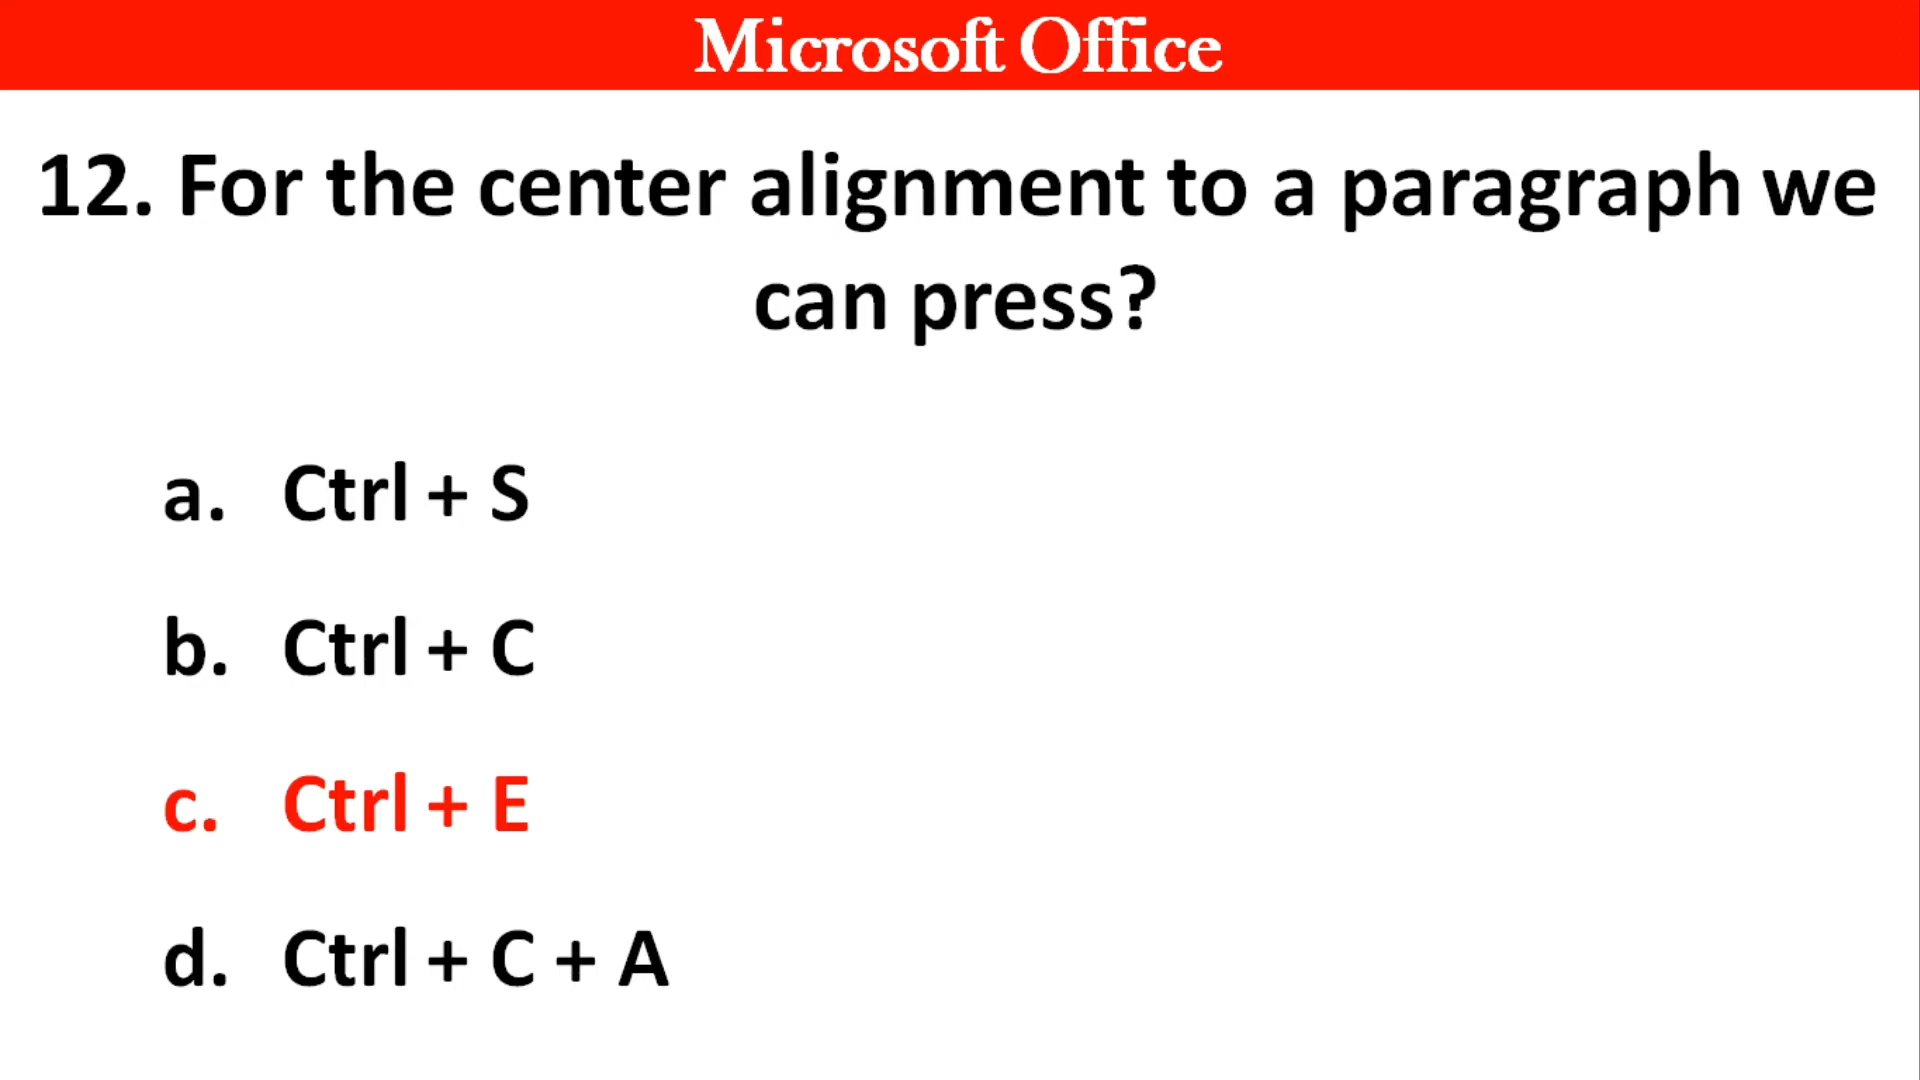 Microsoft Office
12. For the center alignment to a paragraph we
can press?
a. Ctrl + S
b. Ctrl + C
c. Ctrl + E
d. Ctrl + C + A